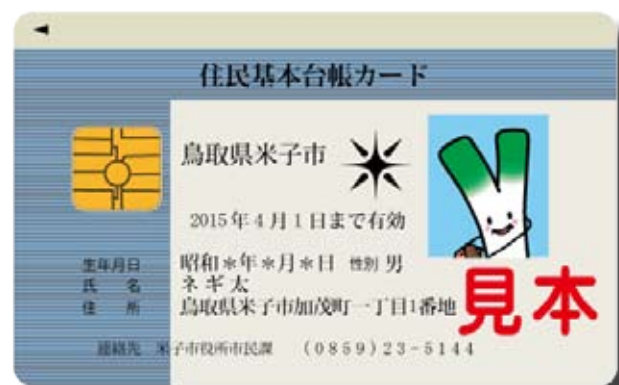 住民基本台帳カード
鳥取県米子市
2015年4月1日まで有効
生年月日 昭和＊年＊月＊日 性別 男
氏名 ネギ太
住所 鳥取県米子市加茂町一丁目1番地
見本
連絡先 米子市役所市民課 (0859)23-5144